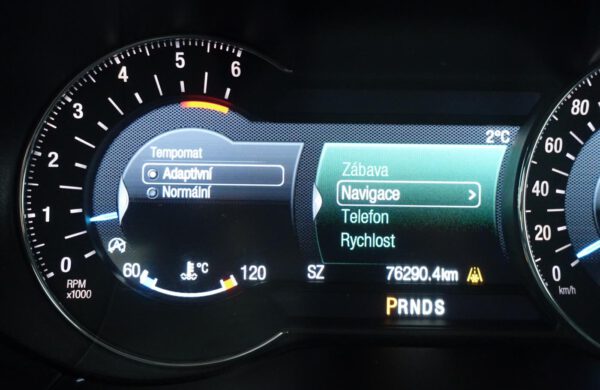 6
5
4
3
2
1
0
RPM
x1000
Tempomat
Adaptivní
Normální
60 °C 120
2°C
Zábava
Navigace >
Telefon
Rychlost
SZ 76290.4km
PRNDS
80
60
40
20
0
km/h